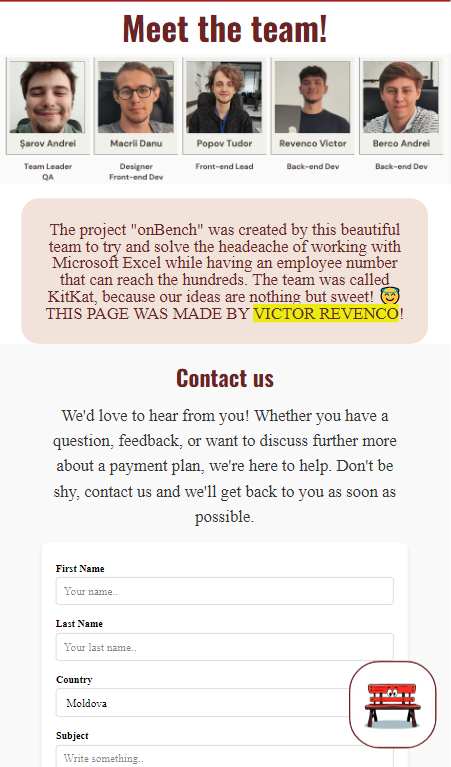 Meet the team!
Șarov Andrei
Macrii Danu
Popov Tudor
Revenco Victor
Berco Andrei
Team Leader
QA
Designer
Front-end Dev
Front-end Lead
Back-end Dev
Back-end Dev
The project "onBench" was created by this beautiful
team to try and solve the headeache of working with
Microsoft Excel while having an employee number
that can reach the hundreds. The team was called
KitKat, because our ideas are nothing but sweet! 😇
THIS PAGE WAS MADE BY VICTOR REVENCO!
Contact us
We'd love to hear from you! Whether you have a
question, feedback, or want to discuss further more
about a payment plan, we're here to help. Don't be
shy, contact us and we'll get back to you as soon as
possible.
First Name
Your name..
Last Name
Your last name..
Country
Moldova
Subject
Write something..